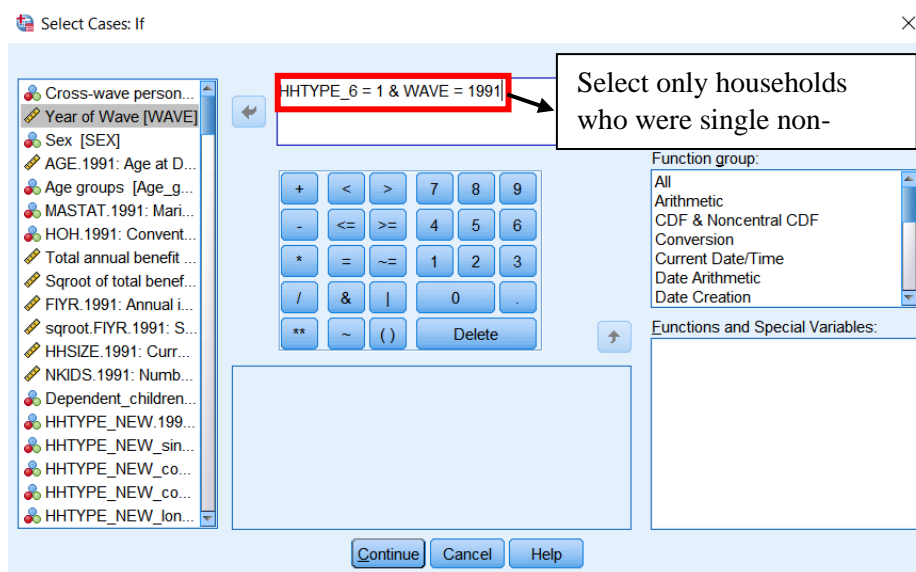 Select Cases: If
Cross-wave person...
Year of Wave [WAVE]
Sex [SEX]
AGE.1991: Age at D...
Age groups [Age_g...
MASTAT.1991: Mari...
HOH.1991: Convent...
Total annual benefit ...
Sqroot of total benef...
FIYR.1991: Annual i...
sqroot.FIYR.1991: S...
HHSIZE.1991: Curr...
NKIDS.1991: Numb...
Dependent_children...
HHTYPE_NEW.199...
HHTYPE_NEW_sin...
HHTYPE_NEW_co...
HHTYPE_NEW_co...
HHTYPE_NEW_lon...
HHTYPE_6 = 1 & WAVE = 1991
Select only households
who were single non-
+ < > 7 8 9
- <= >= 4 5 6
* = ~= 1 2 3
/ & | 0 .
** ~ ( ) Delete
Function group:
All
Arithmetic
CDF & Noncentral CDF
Conversion
Current Date/Time
Date Arithmetic
Date Creation
Functions and Special Variables:
Continue Cancel Help